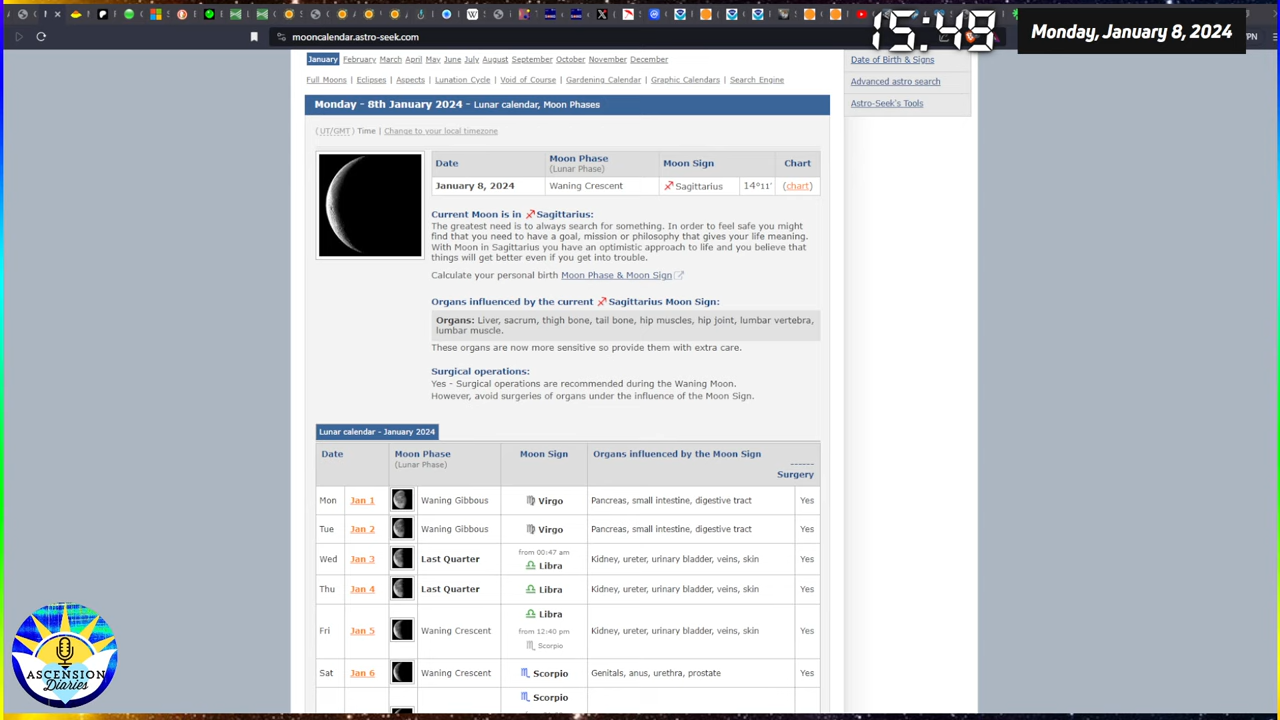 15:49
Monday, January 8, 2024
mooncalendar.astro-seek.com
VPN
January February March April May June July August September October November December
Full Moons | Eclipses | Aspects | Lunation Cycle | Void of Course | Gardening Calendar | Graphic Calendars | Search Engine
Date of Birth & Signs
Advanced astro search
Astro-Seek's Tools
Monday - 8th January 2024 - Lunar calendar, Moon Phases
(UT/GMT) Time | Change to your local timezone
Date Moon Phase (Lunar Phase) Moon Sign Chart
January 8, 2024 Waning Crescent ♐ Sagittarius 14°11' (chart)
Current Moon is in ♐Sagittarius:
The greatest need is to always search for something. In order to feel safe you might
find that you need to have a goal, mission or philosophy that gives your life meaning.
With Moon in Sagittarius you have an optimistic approach to life and you believe that
things will get better even if you get into trouble.
Calculate your personal birth Moon Phase & Moon Sign
Organs influenced by the current ♐Sagittarius Moon Sign:
Organs: Liver, sacrum, thigh bone, tail bone, hip muscles, hip joint, lumbar vertebra,
lumbar muscle.
These organs are now more sensitive so provide them with extra care.
Surgical operations:
Yes - Surgical operations are recommended during the Waning Moon.
However, avoid surgeries of organs under the influence of the Moon Sign.
Lunar calendar - January 2024
Date Moon Phase Moon Sign Organs influenced by the Moon Sign
(Lunar Phase) ------
Surgery
Mon Jan 1 Waning Gibbous ♍ Virgo Pancreas, small intestine, digestive tract Yes
Tue Jan 2 Waning Gibbous ♍ Virgo Pancreas, small intestine, digestive tract Yes
from 00:47 am
Wed Jan 3 Last Quarter ♎ Libra Kidney, ureter, urinary bladder, veins, skin Yes
Thu Jan 4 Last Quarter ♎ Libra Kidney, ureter, urinary bladder, veins, skin Yes
♎ Libra
Fri Jan 5 Waning Crescent from 12:40 pm Kidney, ureter, urinary bladder, veins, skin Yes
♏ Scorpio
Sat Jan 6 Waning Crescent ♏ Scorpio Genitals, anus, urethra, prostate Yes
♏ Scorpio
ASCENSION
Diaries